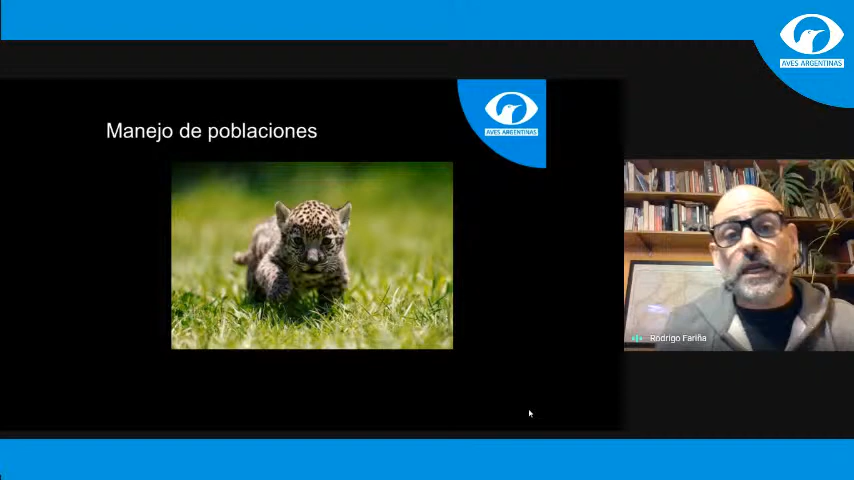 AVES ARGENTINAS
Manejo de poblaciones
AVES ARGENTINAS
Rodrigo Fariña